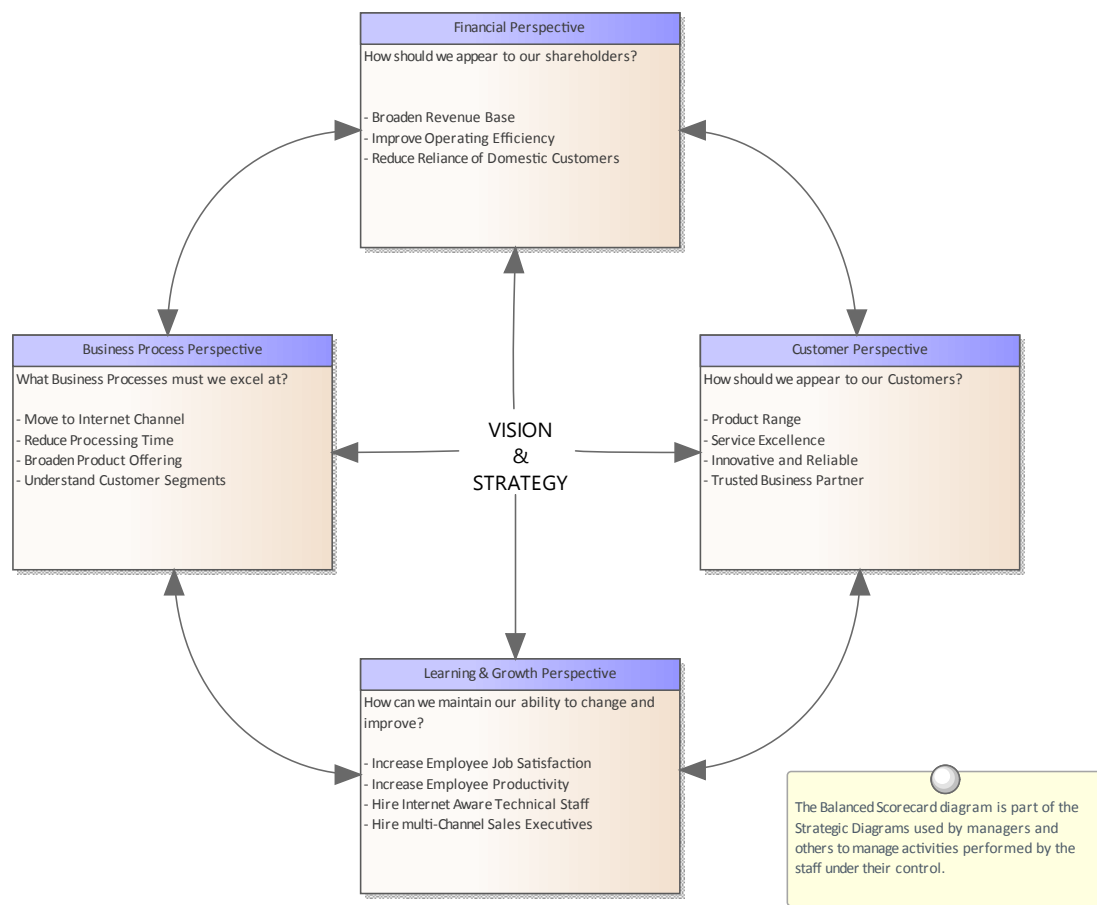 Financial Perspective
How should we appear to our shareholders?
- Broaden Revenue Base
- Improve Operating Efficiency
- Reduce Reliance of Domestic Customers
Business Process Perspective
What Business Processes must we excel at?
- Move to Internet Channel
- Reduce Processing Time
- Broaden Product Offering
- Understand Customer Segments
VISION
&
STRATEGY
Customer Perspective
How should we appear to our Customers?
- Product Range
- Service Excellence
- Innovative and Reliable
- Trusted Business Partner
Learning & Growth Perspective
How can we maintain our ability to change and
improve?
- Increase Employee Job Satisfaction
- Increase Employee Productivity
- Hire Internet Aware Technical Staff
- Hire multi-Channel Sales Executives
The Balanced Scorecard diagram is part of the
Strategic Diagrams used by managers and
others to manage activities performed by the
staff under their control.